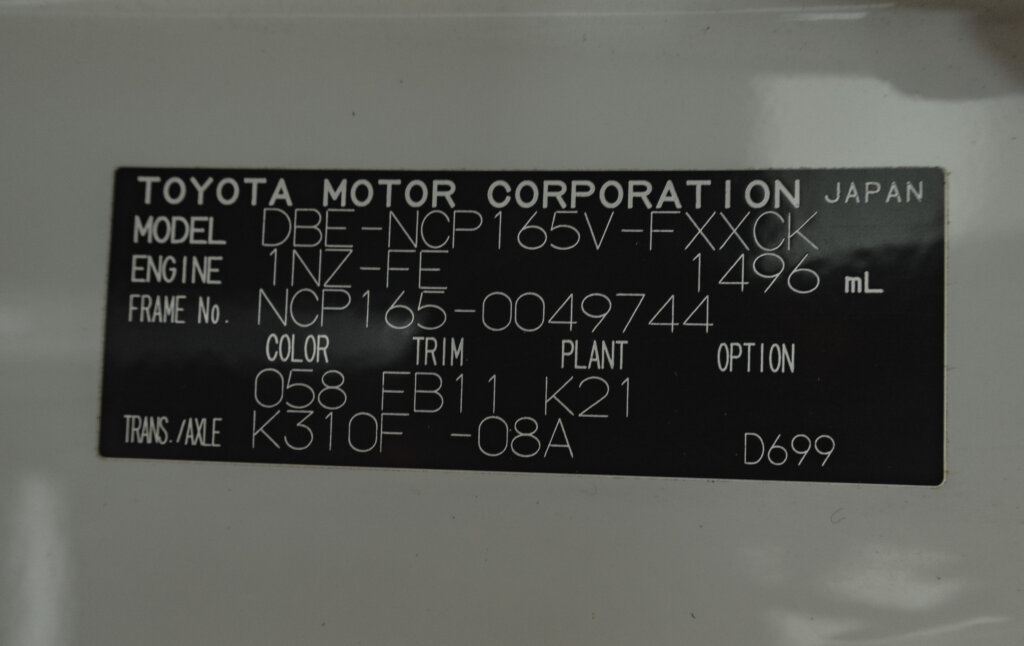 TOYOTA MOTOR CORPORATION JAPAN
MODEL DBE-NCP165V-FXXCK
ENGINE 1NZ-FE 1496 mL
FRAME No. NCP165-0049744
COLOR TRIM PLANT OPTION
058 FB11 K21
TRANS./AXLE K310F -08A D699